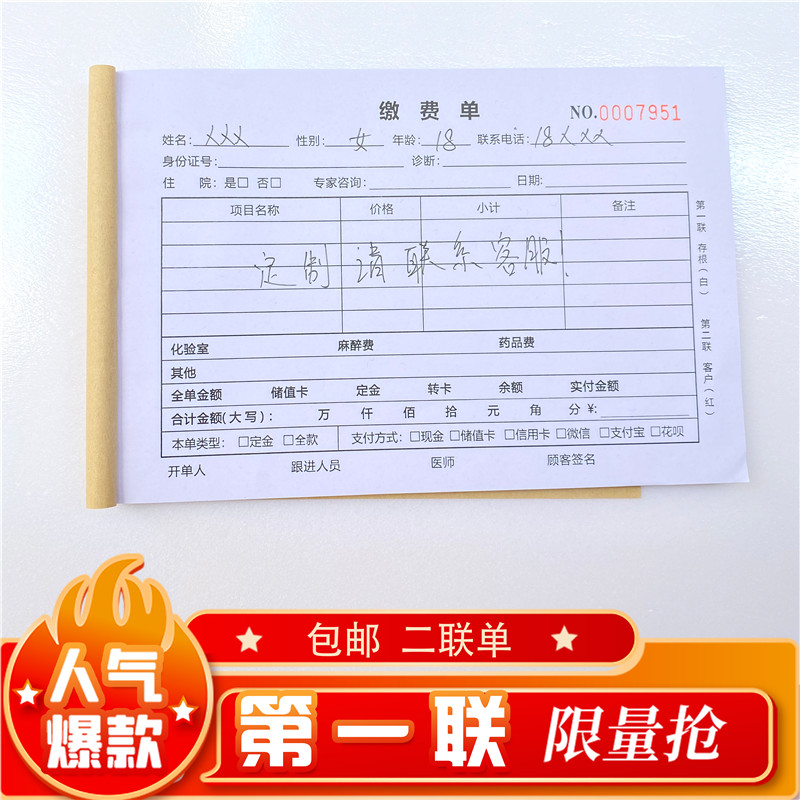 缴费单 NO.0007951
姓名: XXX 性别: 女 年龄: 18 联系电话: 18XXX
身份证号: 诊断:
住 院: 是□ 否□ 专家咨询: 日期:
项目名称 价格 小计 备注
定制请联系客服!
化验室 麻醉费 药品费
其他
全单金额 储值卡 定金 转卡 余额 实付金额
合计金额(大写): 万 仟 佰 拾 元 角 分 ¥:
本单类型: □定金 □全款 支付方式: □现金 □储值卡 □信用卡 □微信 □支付宝 □花呗
开单人 跟进人员 医师 顾客签名
第一联 存根(白)
第二联 客户(红)
包邮 二联单
人气
爆款
第一联 限量抢